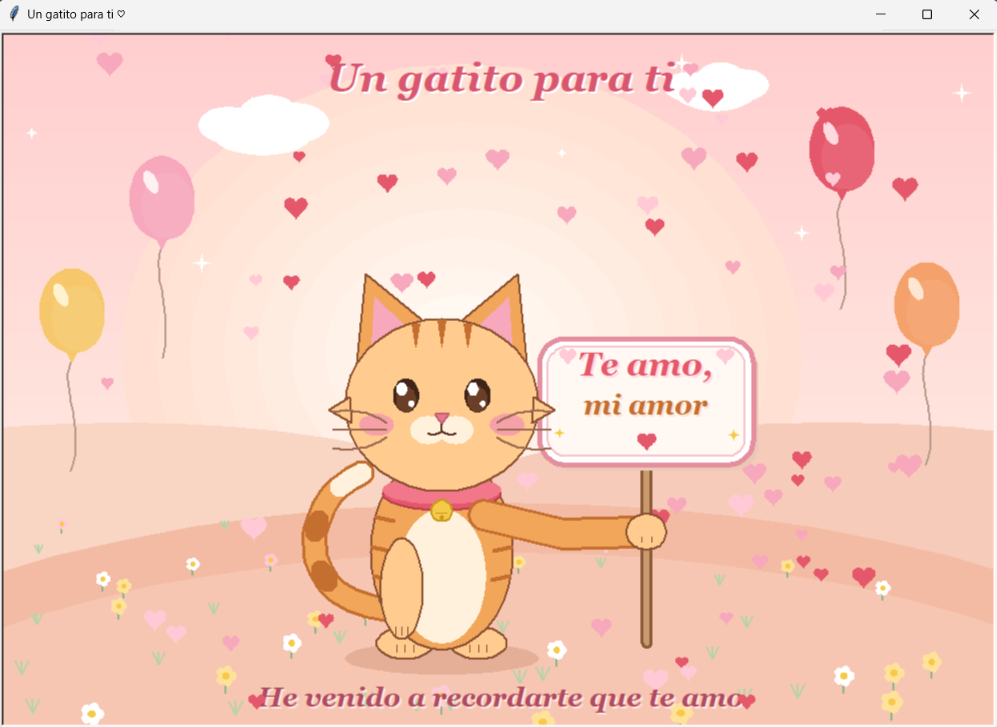 Un gatito para ti ♡
Un gatito para ti
Te amo,
mi amor
He venido a recordarte que te amo